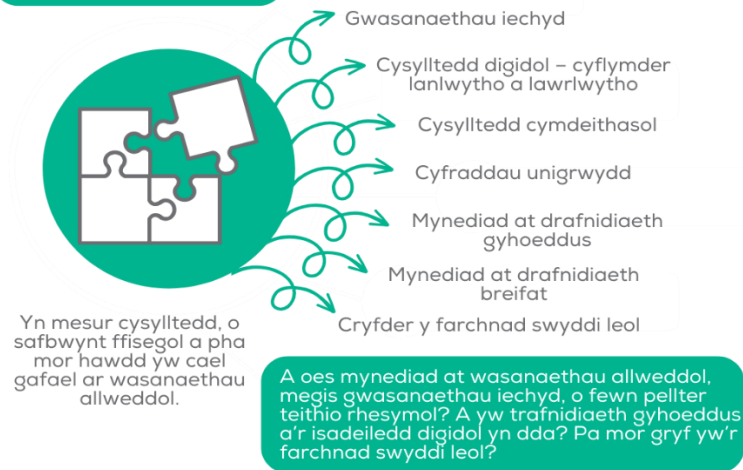 Gwasanaethau iechyd
Cysylltedd digidol – cyflymder
lanlwytho a lawrlwytho
Cysylltedd cymdeithasol
Cyfraddau unigrwydd
Mynediad at drafnidiaeth
gyhoeddus
Mynediad at drafnidiaeth
breifat
Cryfder y farchnad swyddi leol
Yn mesur cysylltedd, o
safbwynt ffisegol a pha
mor hawdd yw cael
gafael ar wasanaethau
allweddol.
A oes mynediad at wasanaethau allweddol,
megis gwasanaethau iechyd, o fewn pellter
teithio rhesymol? A yw trafnidiaeth gyhoeddus
a'r isadeiledd digidol yn dda? Pa mor gryf yw'r
farchnad swyddi leol?